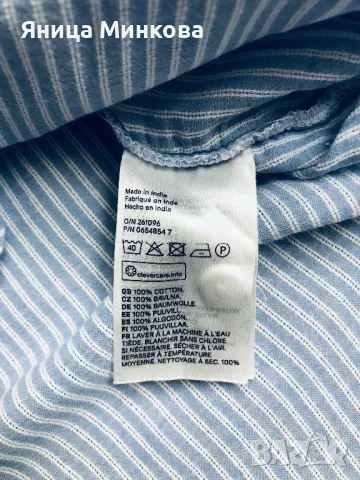 Яница Минкова
Made in India
Fabriqué en Inde
Hecho en India
O/N 261096
P/N 0654854 7
40 P
clevercare.info
GB 100% COTTON.
CZ 100% BAVLNA.
DE 100% BAUMWOLLE.
EE 100% PUUVILL.
ES 100% ALGODÓN.
FI 100% PUUVILLAA.
FR LAVER À LA MACHINE À L'EAU
TIÈDE. BLANCHIR SANS CHLORE
SI NÉCESSAIRE. SÉCHER AIR.
REPASSER À TEMPÉRATURE
MOYENNE. NETTOYAGE À SEC. 100%
BAZAR